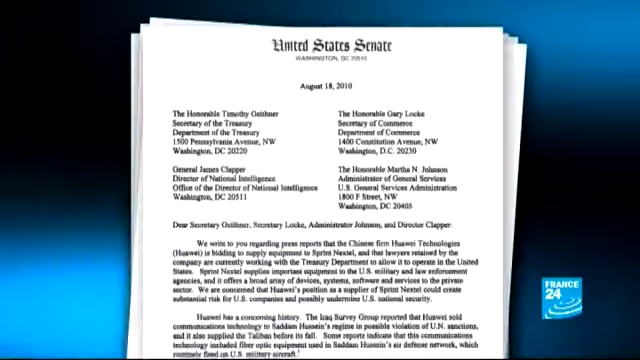 United States Senate
WASHINGTON, DC 20510
August 18, 2010
The Honorable Timothy Geithner
Secretary of the Treasury
Department of the Treasury
1500 Pennsylvania Avenue, NW
Washington, DC 20220
The Honorable Gary Locke
Secretary of Commerce
Department of Commerce
1400 Constitution Avenue, NW
Washington, D.C. 20230
General James Clapper
Director of National Intelligence
Office of the Director of National Intelligence
Washington, DC 20511
The Honorable Martha N. Johnson
Administrator of General Services
U.S. General Services Administration
1800 F Street, NW
Washington, DC 20405
Dear Secretary Geithner, Secretary Locke, Administrator Johnson, and Director Clapper:
We write to you regarding press reports that the Chinese firm Huawei Technologies
(Huawei) is bidding to supply equipment to Sprint Nextel, and that lawyers retained by
the company are currently working with the Treasury Department to allow it to operate in the United
States. Sprint Nextel supplies important equipment to the U.S. military and law enforcement
agencies, and it offers a broad array of devices, systems, software and services to the private
sector. We are concerned that Huawei's position as a supplier of Sprint Nextel could create
substantial risk for U.S. companies and possibly undermine U.S. national security.
Huawei has a concerning history. The Iraq Survey Group reported that Huawei sold
communications technology to Saddam Hussein's regime in possible violation of U.N. sanctions, and
it also supplied the Taliban before its fall. Some reports indicate that this communications
technology included fiber optic equipment used in Saddam Hussein's air defense network, which
routinely fired on U.S. military aircraft.¹
FRANCE
24